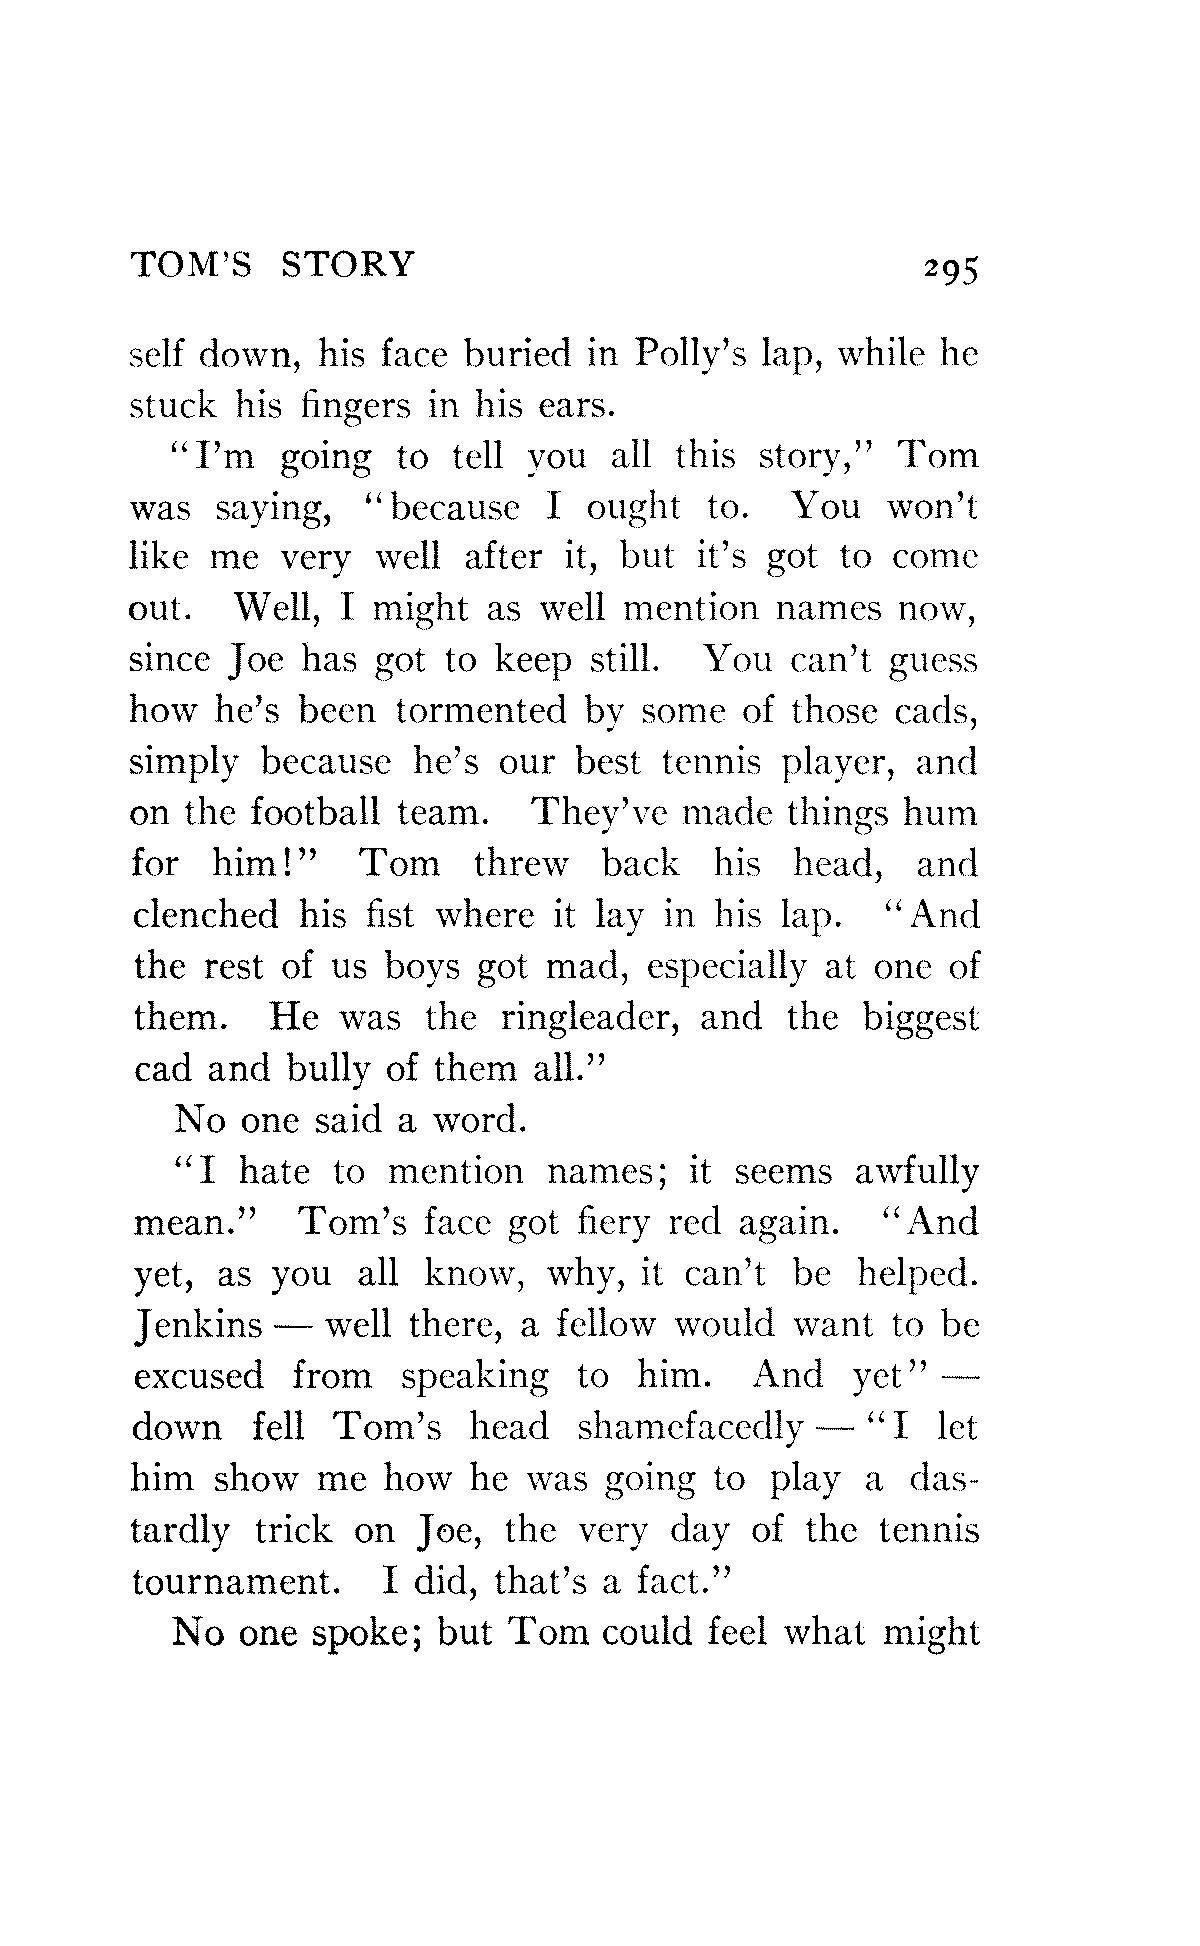 TOM'S STORY 295
self down, his face buried in Polly's lap, while he
stuck his fingers in his ears.
"I'm going to tell you all this story," Tom
was saying, "because I ought to. You won't
like me very well after it, but it's got to come
out. Well, I might as well mention names now,
since Joe has got to keep still. You can't guess
how he's been tormented by some of those cads,
simply because he's our best tennis player, and
on the football team. They've made things hum
for him!" Tom threw back his head, and
clenched his fist where it lay in his lap. "And
the rest of us boys got mad, especially at one of
them. He was the ringleader, and the biggest
cad and bully of them all."
No one said a word.
"I hate to mention names; it seems awfully
mean." Tom's face got fiery red again. "And
yet, as you all know, why, it can't be helped.
Jenkins — well there, a fellow would want to be
excused from speaking to him. And yet" —
down fell Tom's head shamefacedly — "I let
him show me how he was going to play a das-
tardly trick on Joe, the very day of the tennis
tournament. I did, that's a fact."
No one spoke; but Tom could feel what might